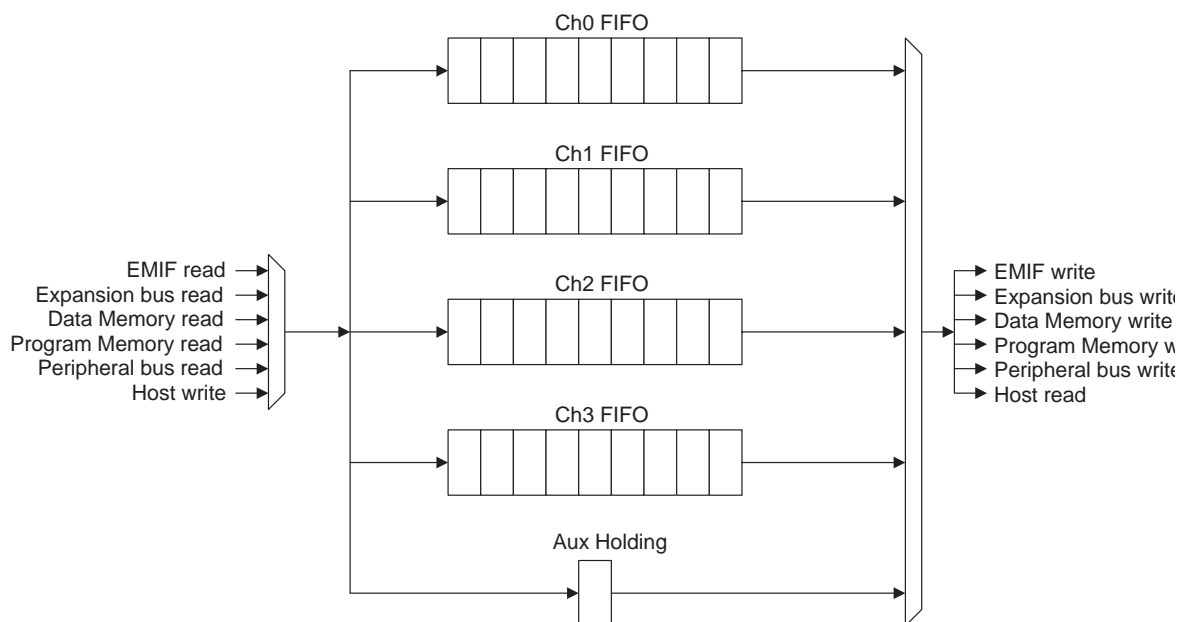 Ch0 FIFO
Ch1 FIFO
Ch2 FIFO
Ch3 FIFO
Aux Holding
EMIF read
Expansion bus read
Data Memory read
Program Memory read
Peripheral bus read
Host write
EMIF write
Expansion bus write
Data Memory write
Program Memory
Peripheral bus write
Host read